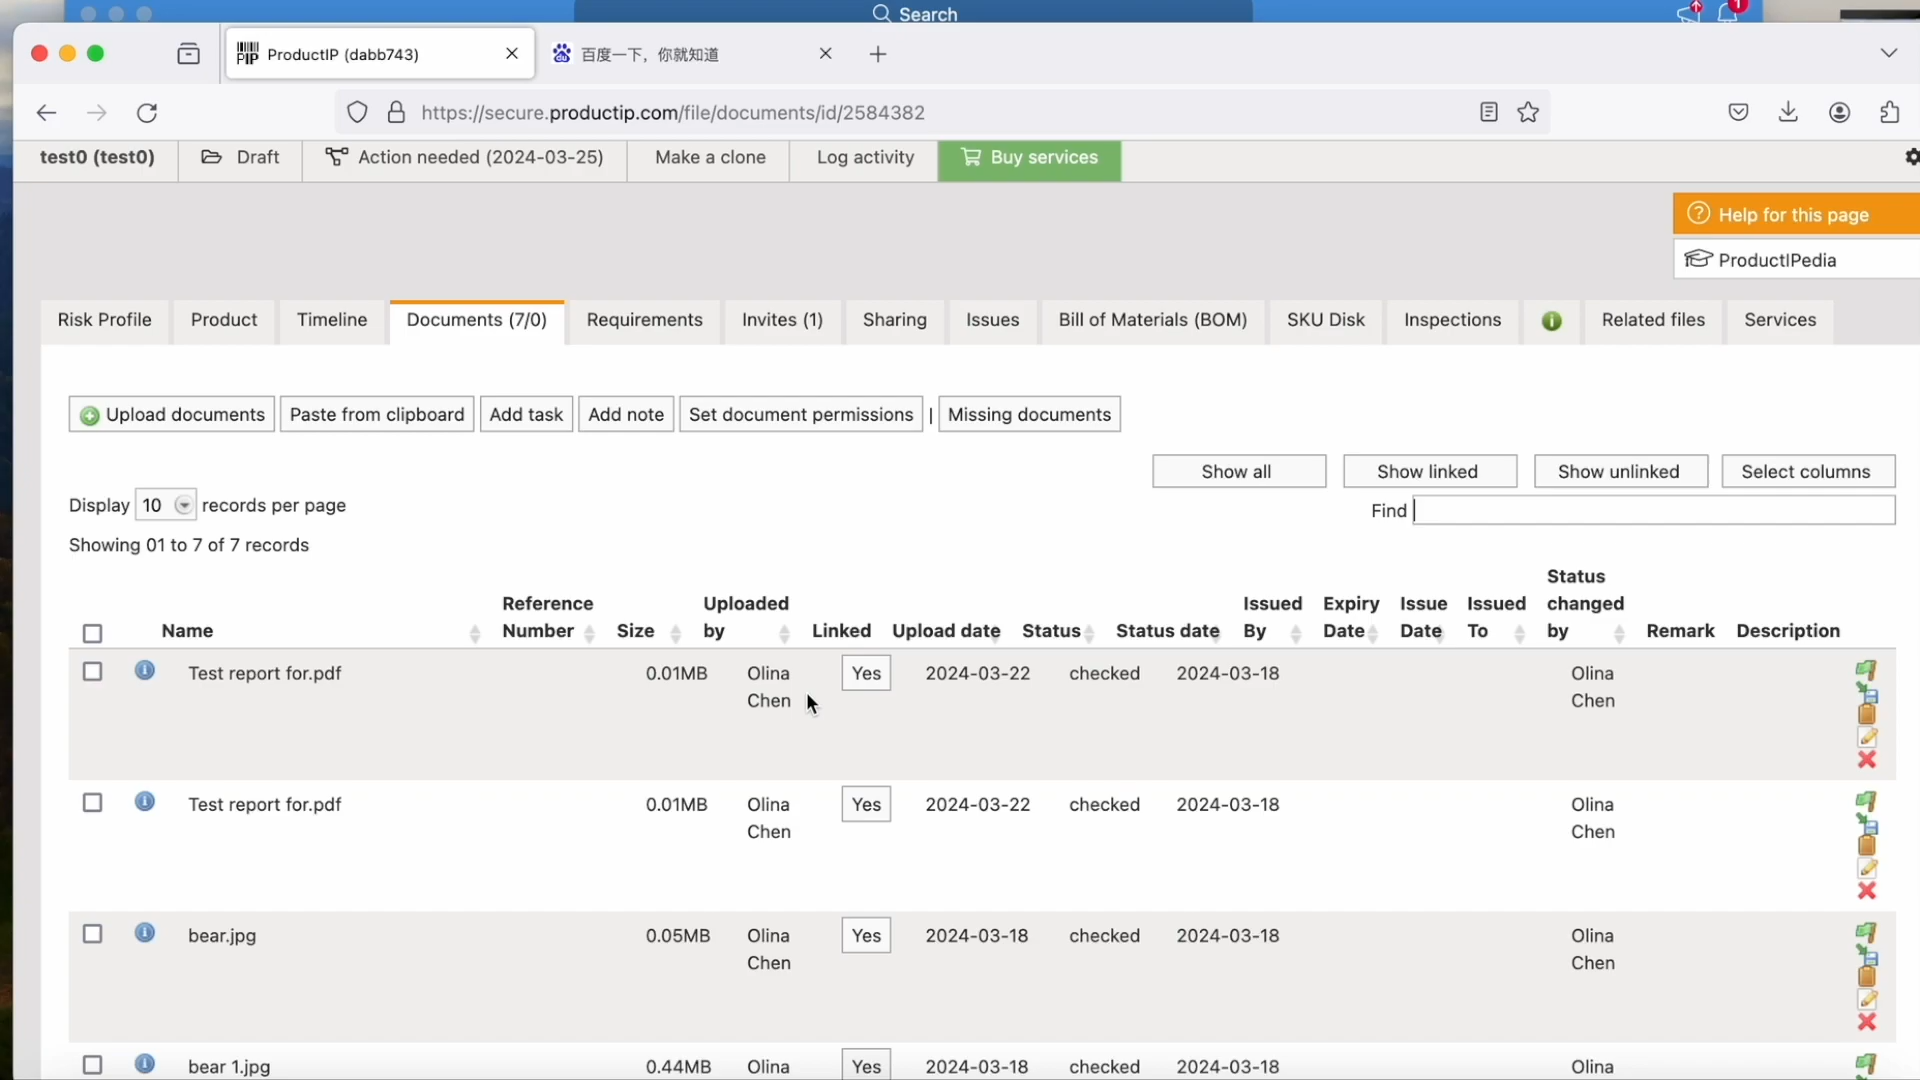 Search
1
PIP ProductIP (dabb743)
百度一下，你就知道
https://secure.productip.com/file/documents/id/2584382
test0 (test0) Draft Action needed (2024-03-25) Make a clone Log activity Buy services
Help for this page
ProductIPedia
Risk Profile Product Timeline Documents (7/0) Requirements Invites (1) Sharing Issues Bill of Materials (BOM) SKU Disk Inspections Related files Services
Upload documents Paste from clipboard Add task Add note Set document permissions | Missing documents
Show all Show linked Show unlinked Select columns
Display 10 records per page Find
Showing 01 to 7 of 7 records
Name Reference Number Size Uploaded by Linked Upload date Status Status date Issued By Expiry Date Issue Date Issued To Status changed by Remark Description
Test report for.pdf 0.01MB Olina Chen Yes 2024-03-22 checked 2024-03-18 Olina Chen
Test report for.pdf 0.01MB Olina Chen Yes 2024-03-22 checked 2024-03-18 Olina Chen
bear.jpg 0.05MB Olina Chen Yes 2024-03-18 checked 2024-03-18 Olina Chen
bear 1.jpg 0.44MB Olina Yes 2024-03-18 checked 2024-03-18 Olina